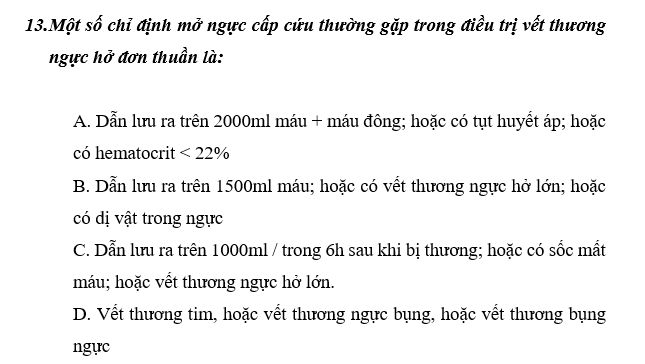 13.Một số chỉ định mở ngực cấp cứu thường gặp trong điều trị vết thương
ngực hở đơn thuần là:
A. Dẫn lưu ra trên 2000ml máu + máu đông; hoặc có tụt huyết áp; hoặc
có hematocrit < 22%
B. Dẫn lưu ra trên 1500ml máu; hoặc có vết thương ngực hở lớn; hoặc
có dị vật trong ngực
C. Dẫn lưu ra trên 1000ml / trong 6h sau khi bị thương; hoặc có sốc mất
máu; hoặc vết thương ngực hở lớn.
D. Vết thương tim, hoặc vết thương ngực bụng, hoặc vết thương bụng
ngực